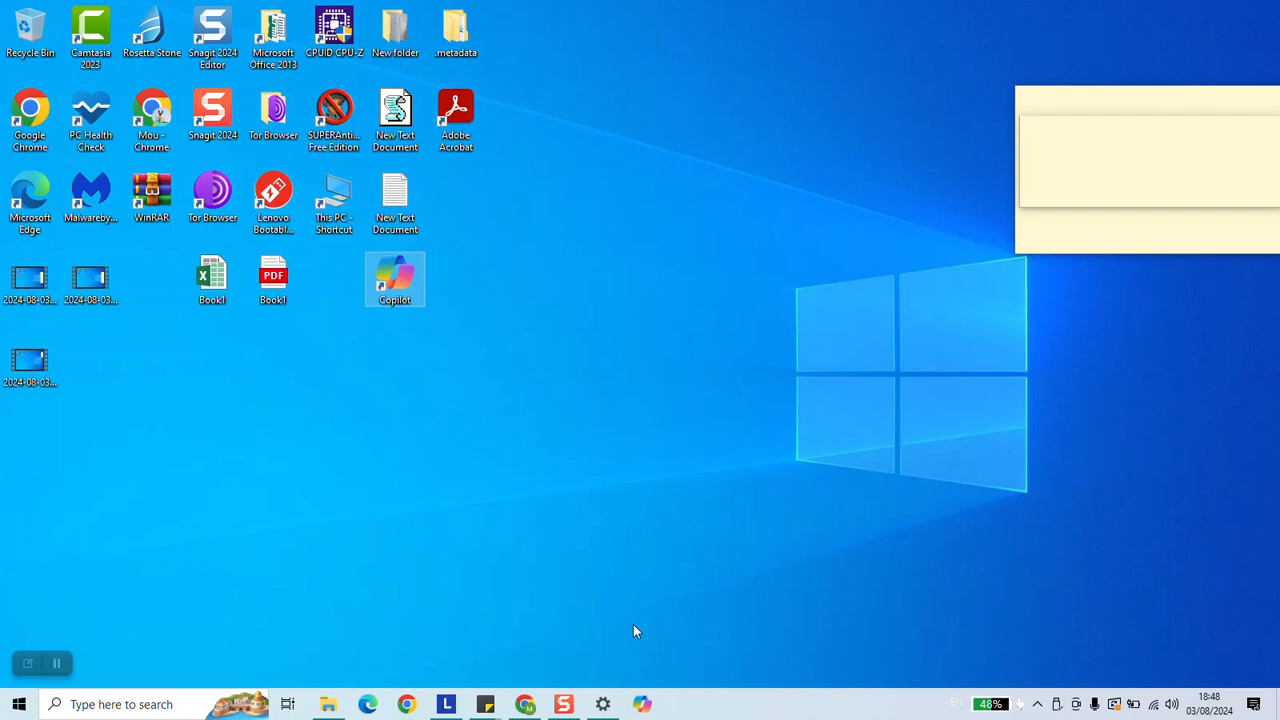 Recycle Bin
Camtasia 2023
Rosetta Stone
Snagit 2024 Editor
Microsoft Office 2013
CPUID CPU-Z
New folder
.metadata
Google Chrome
PC Health Check
Mou - Chrome
Snagit 2024
Tor Browser
SUPERAnti... Free Edition
New Text Document
Adobe Acrobat
Microsoft Edge
Malwareby...
WinRAR
Tor Browser
Lenovo Bootabl...
This PC - Shortcut
New Text Document
2024-08-03...
2024-08-03...
Book1
PDF
Book1
Copilot
2024-08-03...
Type here to search
L
M
EN
48%
18:48
03/08/2024